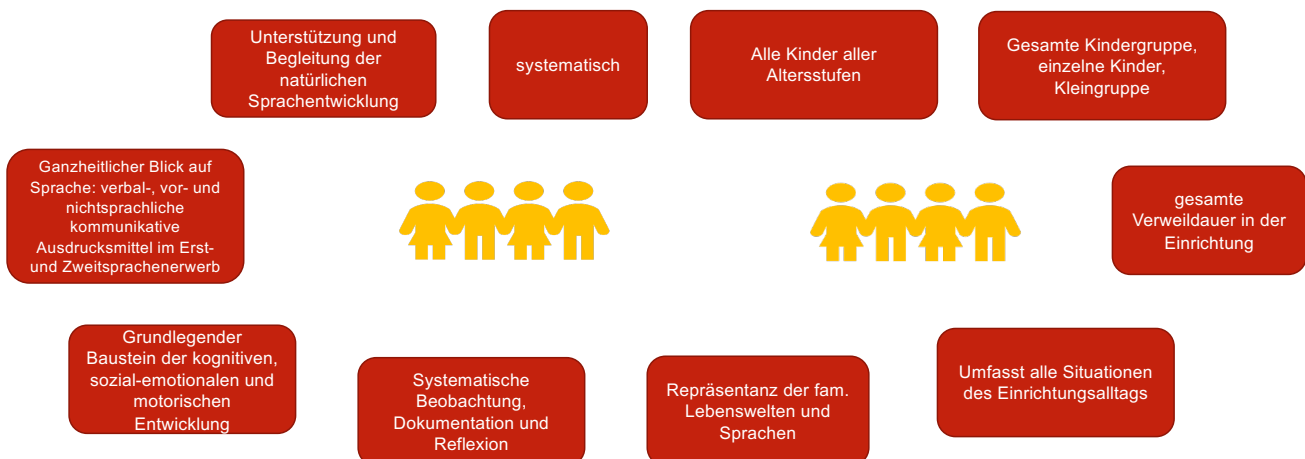 Unterstützung und
Begleitung der
natürlichen
Sprachentwicklung
systematisch
Alle Kinder aller
Altersstufen
Gesamte Kindergruppe,
einzelne Kinder,
Kleingruppe
Ganzheitlicher Blick auf
Sprache: verbal-, vor- und
nichtsprachliche
kommunikative
Ausdrucksmittel im Erst-
und Zweitsprachenerwerb
gesamte
Verweildauer in der
Einrichtung
Grundlegender
Baustein der kognitiven,
sozial-emotionalen und
motorischen
Entwicklung
Systematische
Beobachtung,
Dokumentation und
Reflexion
Repräsentanz der fam.
Lebenswelten und
Sprachen
Umfasst alle Situationen
des Einrichtungsalltags